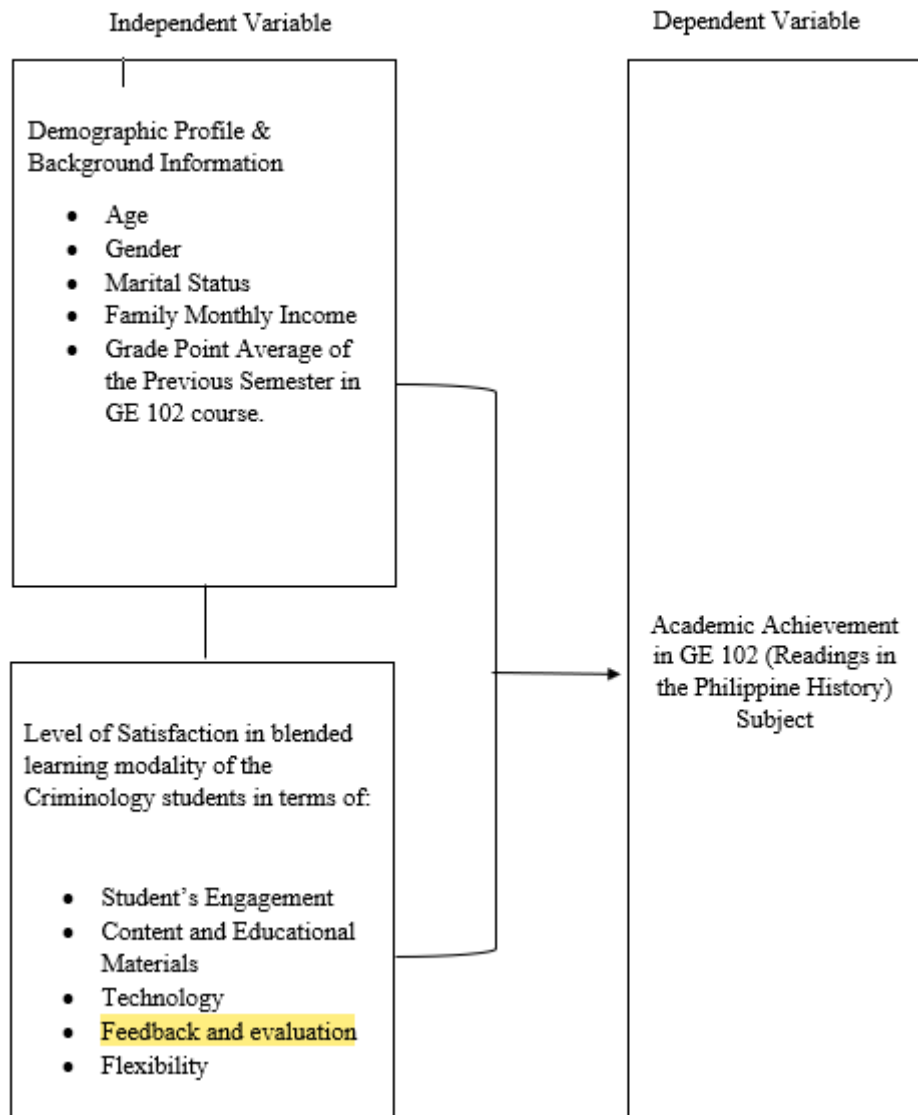 Independent Variable
Dependent Variable
Demographic Profile &
Background Information
● Age
● Gender
● Marital Status
● Family Monthly Income
● Grade Point Average of
the Previous Semester in
GE 102 course.
Level of Satisfaction in blended
learning modality of the
Criminology students in terms of:
● Student’s Engagement
● Content and Educational
Materials
● Technology
● Feedback and evaluation
● Flexibility
Academic Achievement
in GE 102 (Readings in
the Philippine History)
Subject